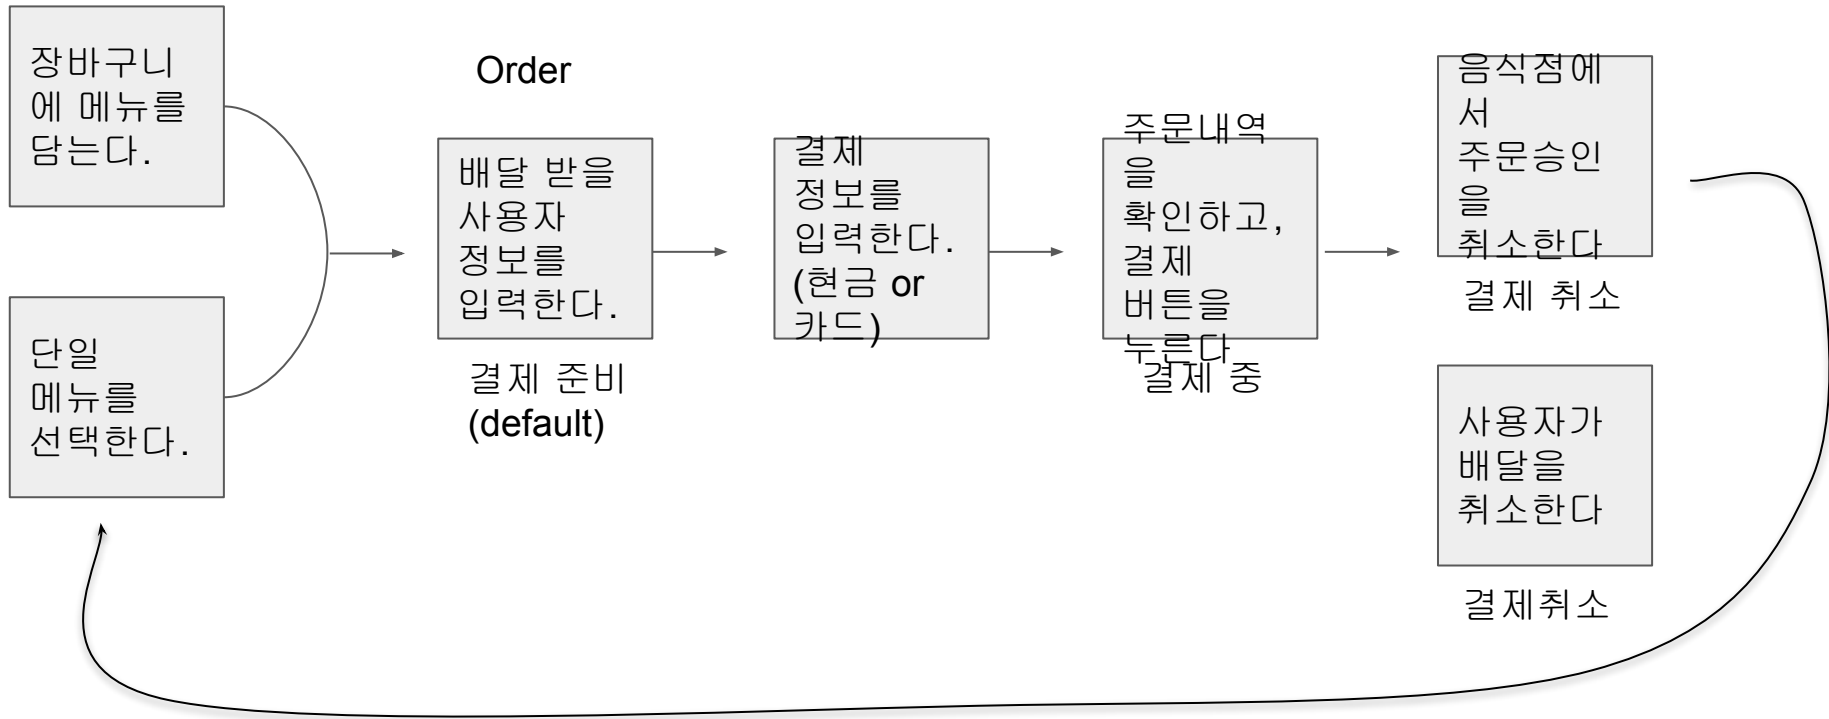 장바구니
에 메뉴를
담는다.
단일
메뉴를
선택한다.
Order
배달 받을
사용자
정보를
입력한다.
결제 준비
(default)
결제
정보를
입력한다.
(현금 or
카드)
주문내역
을
확인하고,
결제
버튼을
누른다
결제 중
음식점에
서
주문승인
을
취소한다
결제 취소
사용자가
배달을
취소한다
결제취소